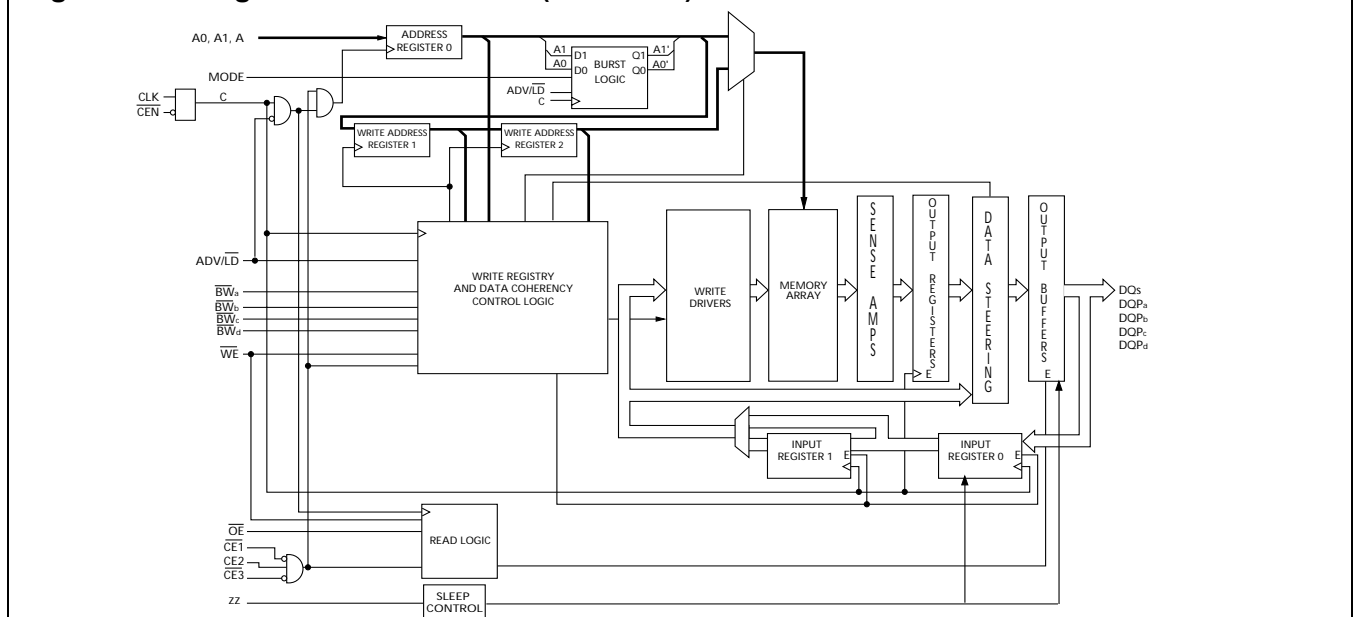 A0, A1, A
ADDRESS
REGISTER 0
MODE
CLK
CEN
C
A1
A0
D1
D0
BURST
LOGIC
Q1
Q0
A1'
A0'
ADV/LD
C
WRITE ADDRESS
REGISTER 1
WRITE ADDRESS
REGISTER 2
ADV/LD
BWa
BWb
BWc
BWd
WE
WRITE REGISTRY
AND DATA COHERENCY
CONTROL LOGIC
WRITE
DRIVERS
MEMORY
ARRAY
SENSE AMPS
OUTPUT REGISTERS
E
DATA STEERING
OUTPUT BUFFERS
E
DQs
DQPa
DQPb
DQPc
DQPd
INPUT
REGISTER 1
E
INPUT
REGISTER 0
E
OE
CE1
CE2
CE3
READ LOGIC
ZZ
SLEEP
CONTROL